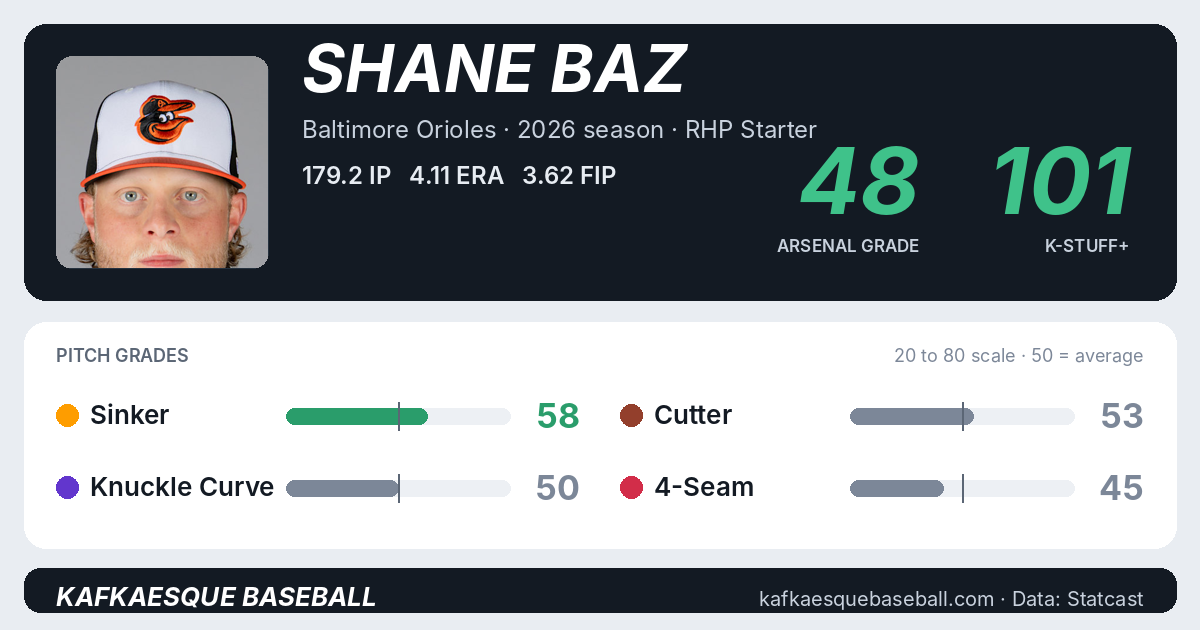 SHANE BAZ
Baltimore Orioles · 2026 season · RHP Starter
179.2 IP 4.11 ERA 3.62 FIP
48 101
ARSENAL GRADE K-STUFF+
PITCH GRADES 20 to 80 scale · 50 = average
Sinker 58 Cutter 53
Knuckle Curve 50 4-Seam 45
KAFKAESQUE BASEBALL kafkaesquebaseball.com · Data: Statcast